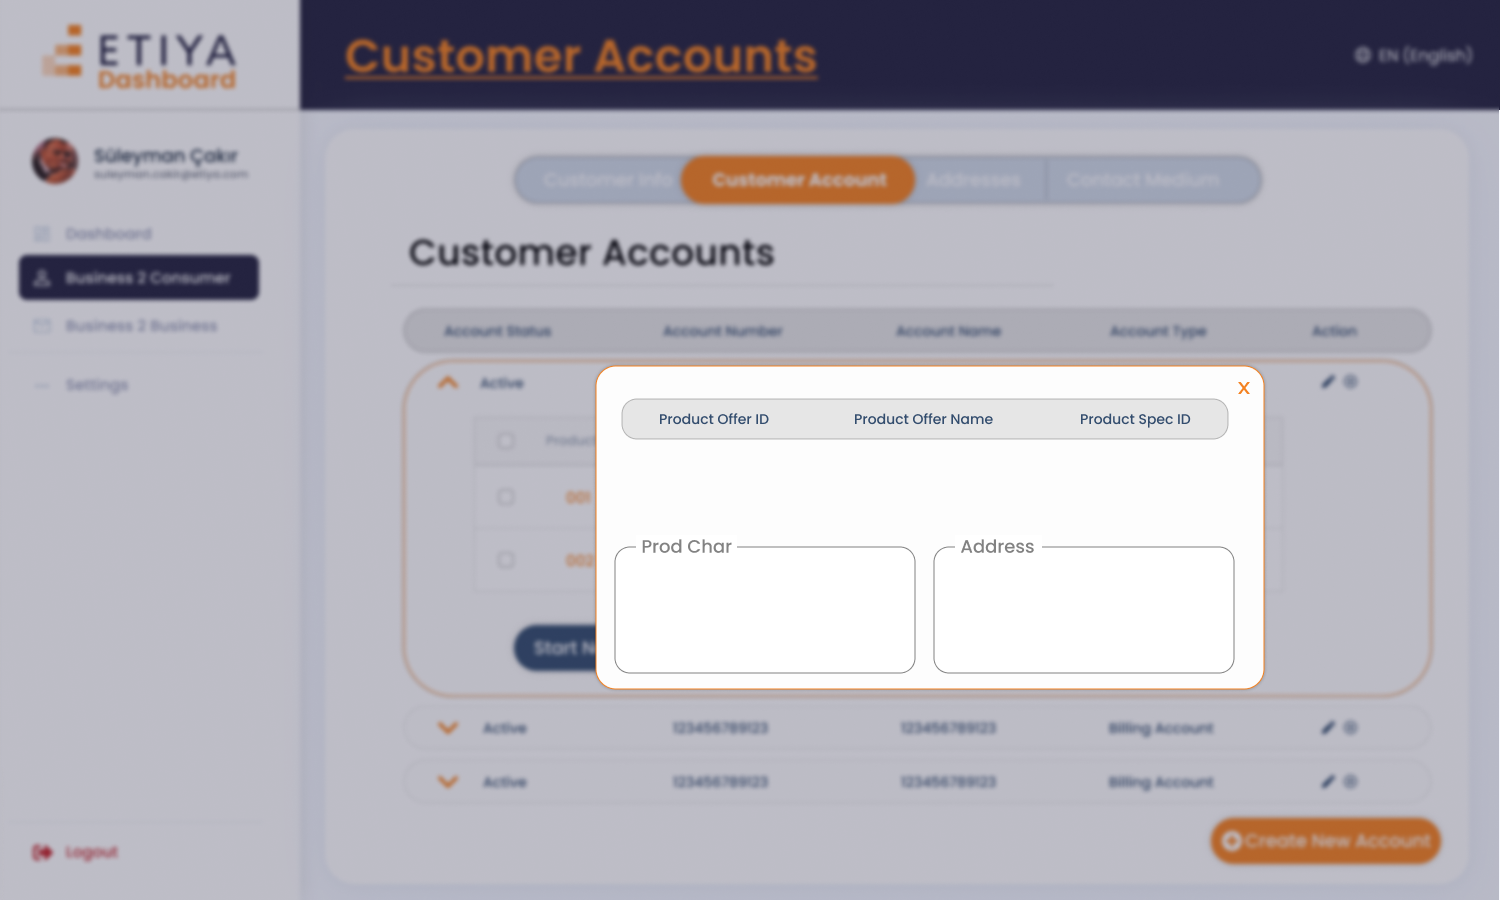 ETIYA
Dashboard
Customer Accounts
EN (English)
Süleyman Çakır
suleyman.cakir@etiya.com
Customer Info
Customer Account
Addresses
Contact Medium
Dashboard
Business 2 Consumer
Business 2 Business
Settings
Logout
Customer Accounts
Account Status
Account Number
Account Name
Account Type
Action
Active
X
Product Offer ID
Product Offer Name
Product Spec ID
001
002
Prod Char
Address
Start
Active
123456789123
123456789123
Billing Account
Active
123456789123
123456789123
Billing Account
Create New Account